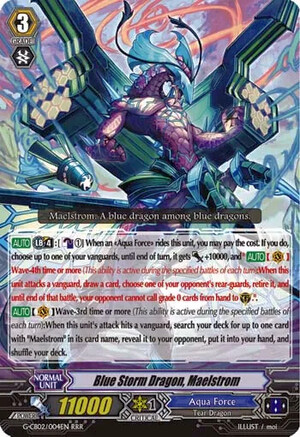 3
GRADE
Maelstrom: A blue dragon among blue dragons.
AUTO LB 4 : [ 1] When an «Aqua Force» rides this unit, you may pay the cost. If you do,
choose up to one of your vanguards, until end of turn, it gets +10000, and " AUTO
Wave-4th time or more (This ability is active during the specified battles of each turn):When this
unit attacks a vanguard, draw a card, choose one of your opponent's rear-guards, retire it, and
until end of that battle, your opponent cannot call grade 0 cards from hand to ".
AUTO : Wave-3rd time or more (This ability is active during the specified battles of
each turn):When this unit's attack hits a vanguard, search your deck for up to one card
with "Maelstrom" in its card name, reveal it to your opponent, put it into your hand, and
shuffle your deck.
NORMAL UNIT
Blue Storm Dragon, Maelstrom
POWER 11000
1
Aqua Force
Tear Dragon
G-CB02/004EN RRR
ILLUST / moi